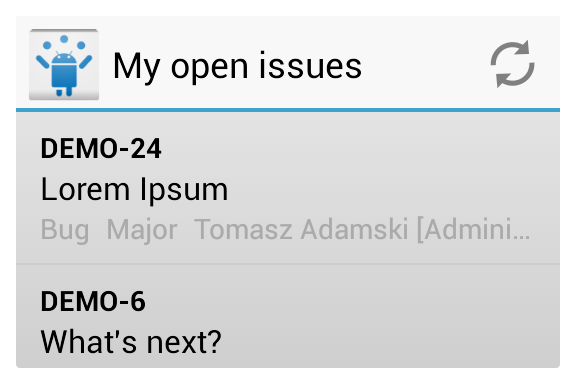 My open issues
DEMO-24
Lorem Ipsum
Bug Major Tomasz Adamski [Admini...
DEMO-6
What's next?